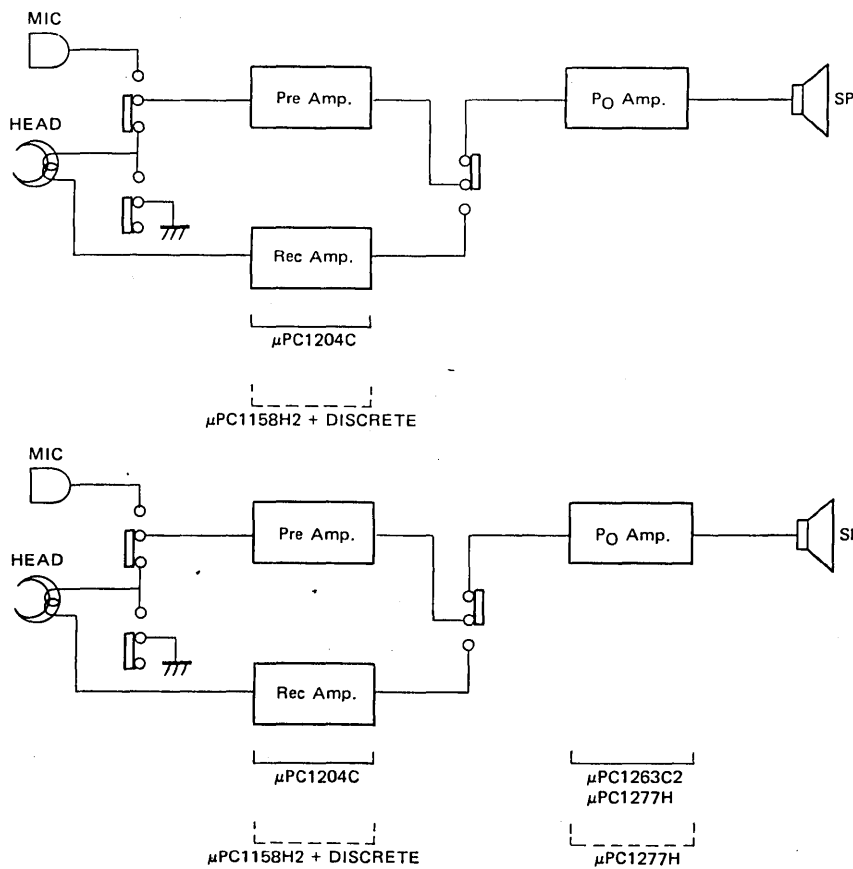 MIC
Pre Amp.
PO Amp.
SP
HEAD
Rec Amp.
μPC1204C
μPC1158H2 + DISCRETE
MIC
Pre Amp.
PO Amp.
SP
HEAD
Rec Amp.
μPC1204C
μPC1263C2
μPC1277H
μPC1158H2 + DISCRETE
μPC1277H